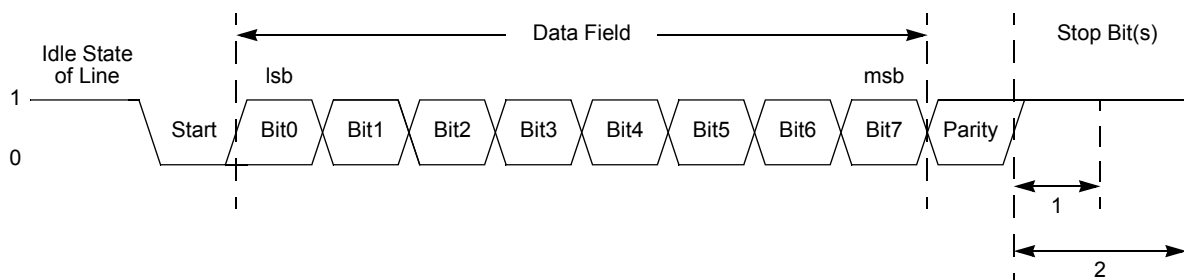 Data Field
Stop Bit(s)
Idle State
of Line
lsb
msb
1
Start
Bit0
Bit1
Bit2
Bit3
Bit4
Bit5
Bit6
Bit7
Parity
0
1
2